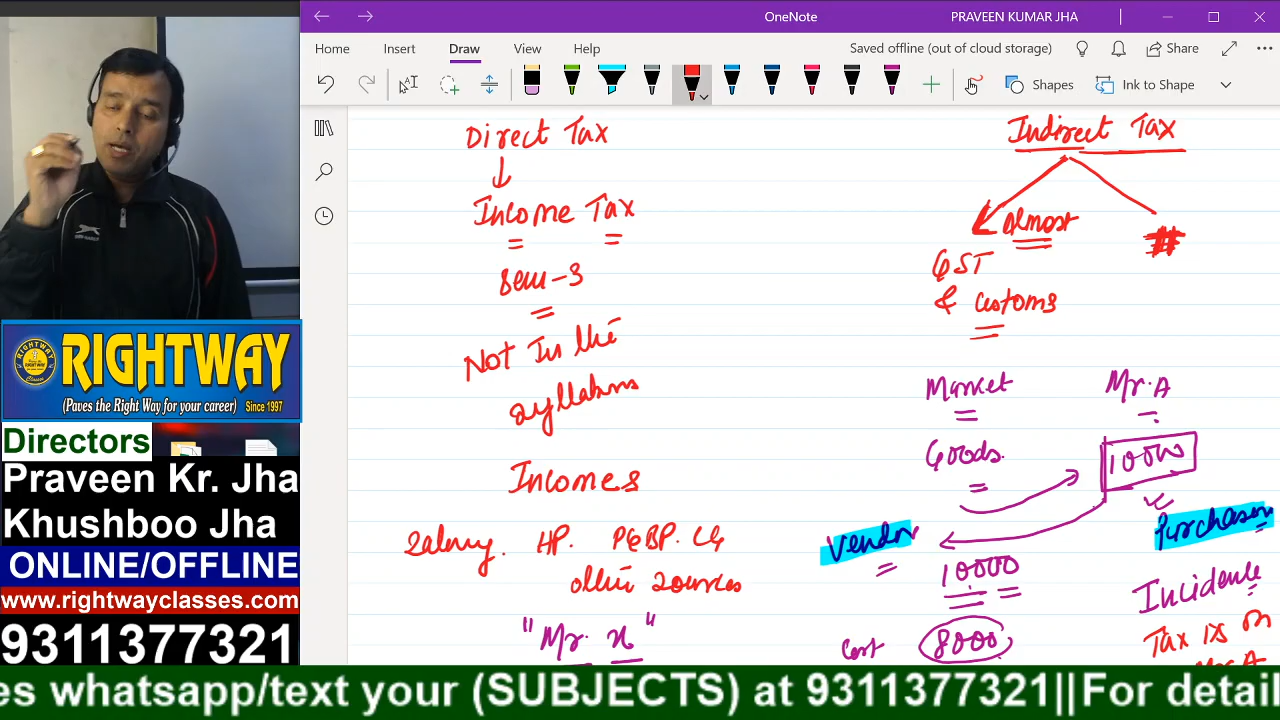 OneNote
PRAVEEN KUMAR JHA
Home Insert Draw View Help
Saved offline (out of cloud storage)
Share
Shapes
Ink to Shape
Direct Tax
Income Tax
Sem-3
Not In the
syllabus
Incomes
Salary. HP. PGBP. CG
other sources
"Mr. x"
Indirect Tax
almost
GST
& customs
Market
Mr. A
Goods.
10000
Vendor
Purchaser
10000
Cost 8000
Incidence
Tax is on
Mr A
RIGHTWAY
(Paves the Right Way for your career) Since 1997
Directors
Praveen Kr. Jha
Khushboo Jha
ONLINE/OFFLINE
www.rightwayclasses.com
9311377321
es whatsapp/text your (SUBJECTS) at 9311377321||For detail